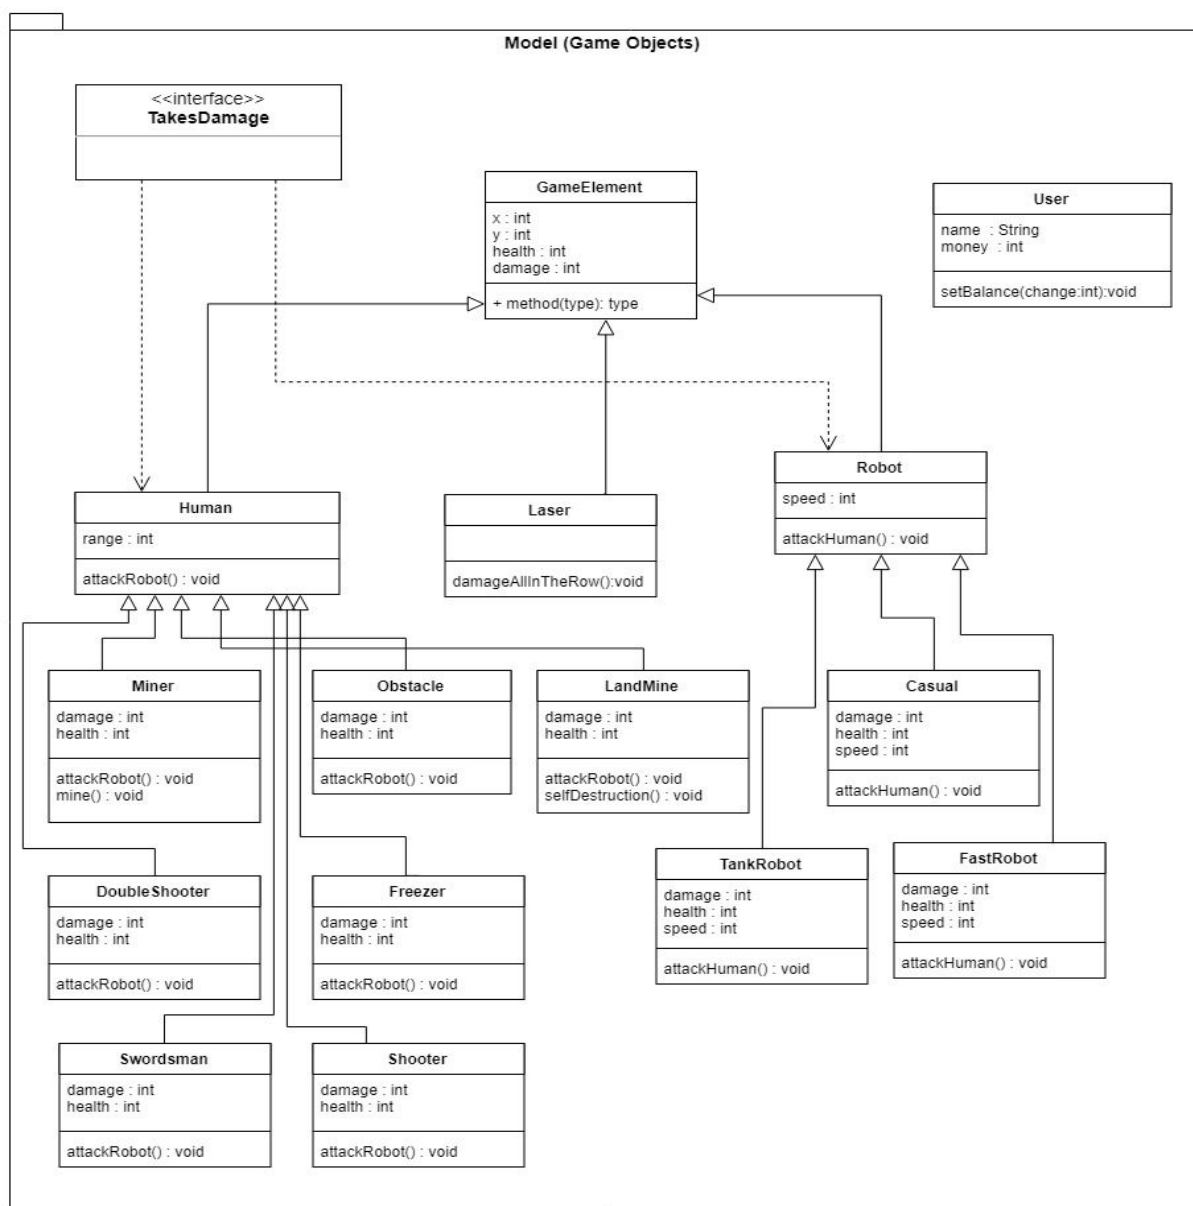 Model (Game Objects)
<<interface>>
TakesDamage
GameElement
x : int
y : int
health : int
damage : int
+ method(type): type
User
name : String
money : int
setBalance(change:int):void
Human
range : int
attackRobot() : void
Laser
damageAllInTheRow():void
Robot
speed : int
attackHuman() : void
Miner
damage : int
health : int
attackRobot() : void
mine() : void
Obstacle
damage : int
health : int
attackRobot() : void
LandMine
damage : int
health : int
attackRobot() : void
selfDestruction() : void
Casual
damage : int
health : int
speed : int
attackHuman() : void
DoubleShooter
damage : int
health : int
attackRobot() : void
Freezer
damage : int
health : int
attackRobot() : void
TankRobot
damage : int
health : int
speed : int
attackHuman() : void
FastRobot
damage : int
health : int
speed : int
attackHuman() : void
Swordsman
damage : int
health : int
attackRobot() : void
Shooter
damage : int
health : int
attackRobot() : void